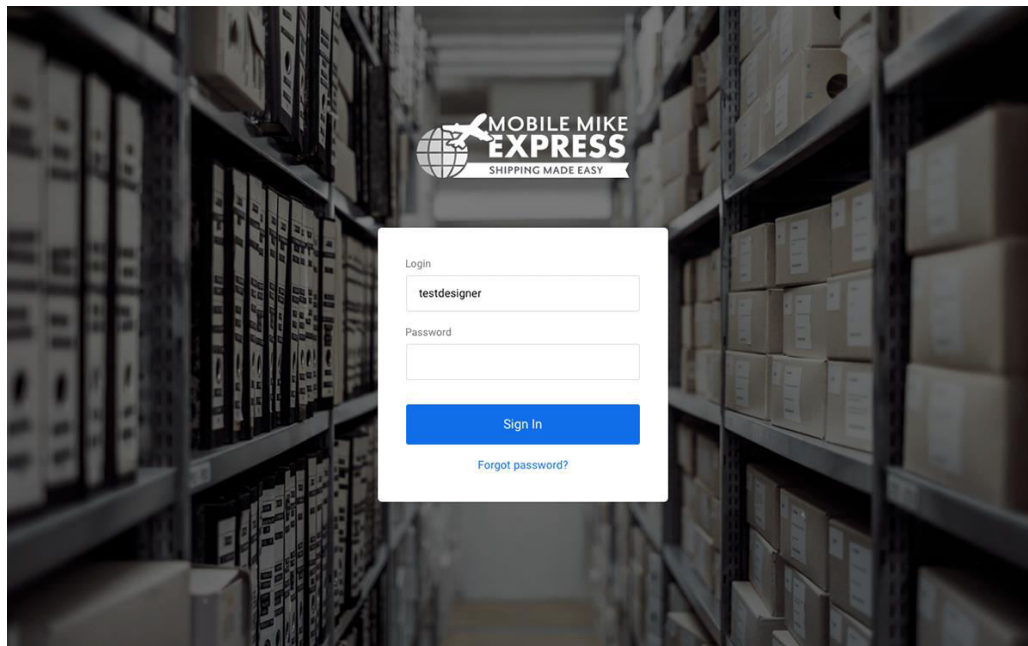 MOBILE MIKE
EXPRESS
SHIPPING MADE EASY
Login
testdesigner
Password
Sign In
Forgot password?